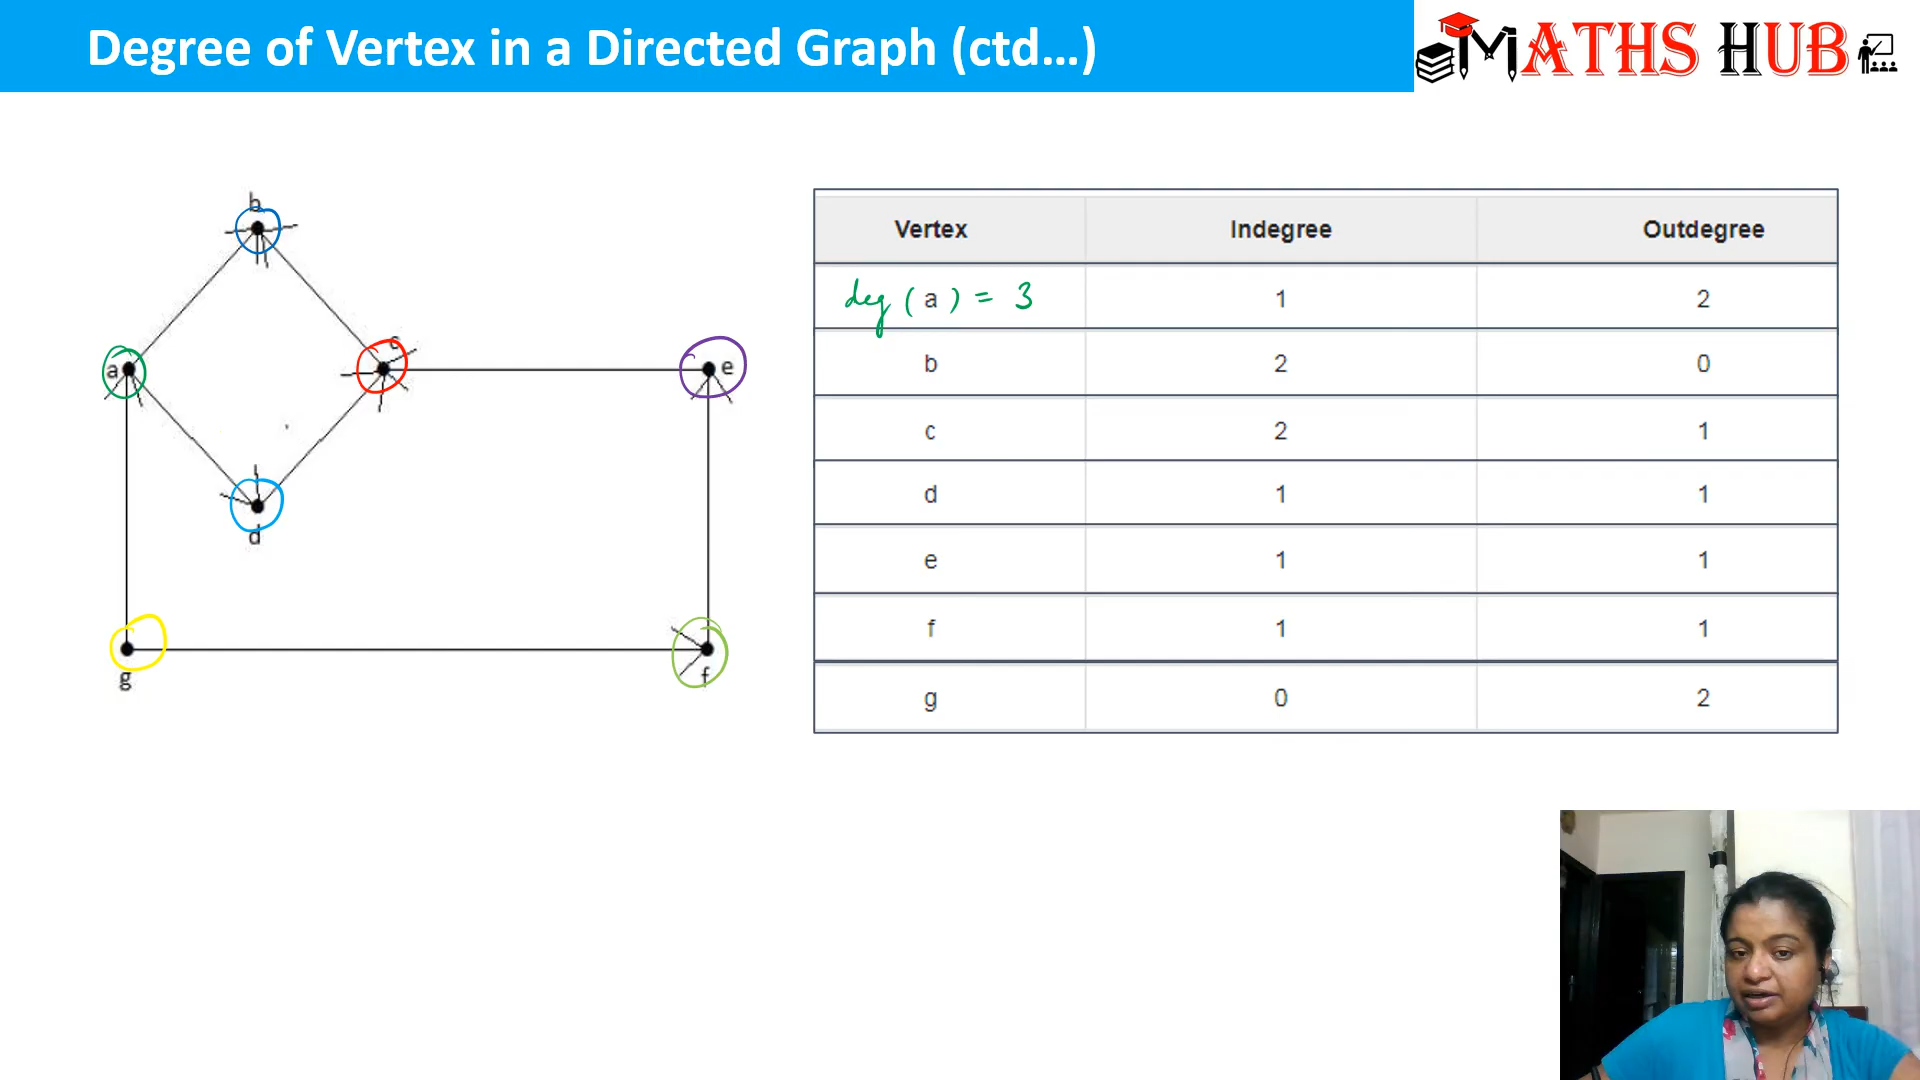 Degree of Vertex in a Directed Graph (ctd...)
MATHS HUB
b
c
a
e
d
g
f
Vertex Indegree Outdegree
deg (a) = 3 1 2
b 2 0
c 2 1
d 1 1
e 1 1
f 1 1
g 0 2